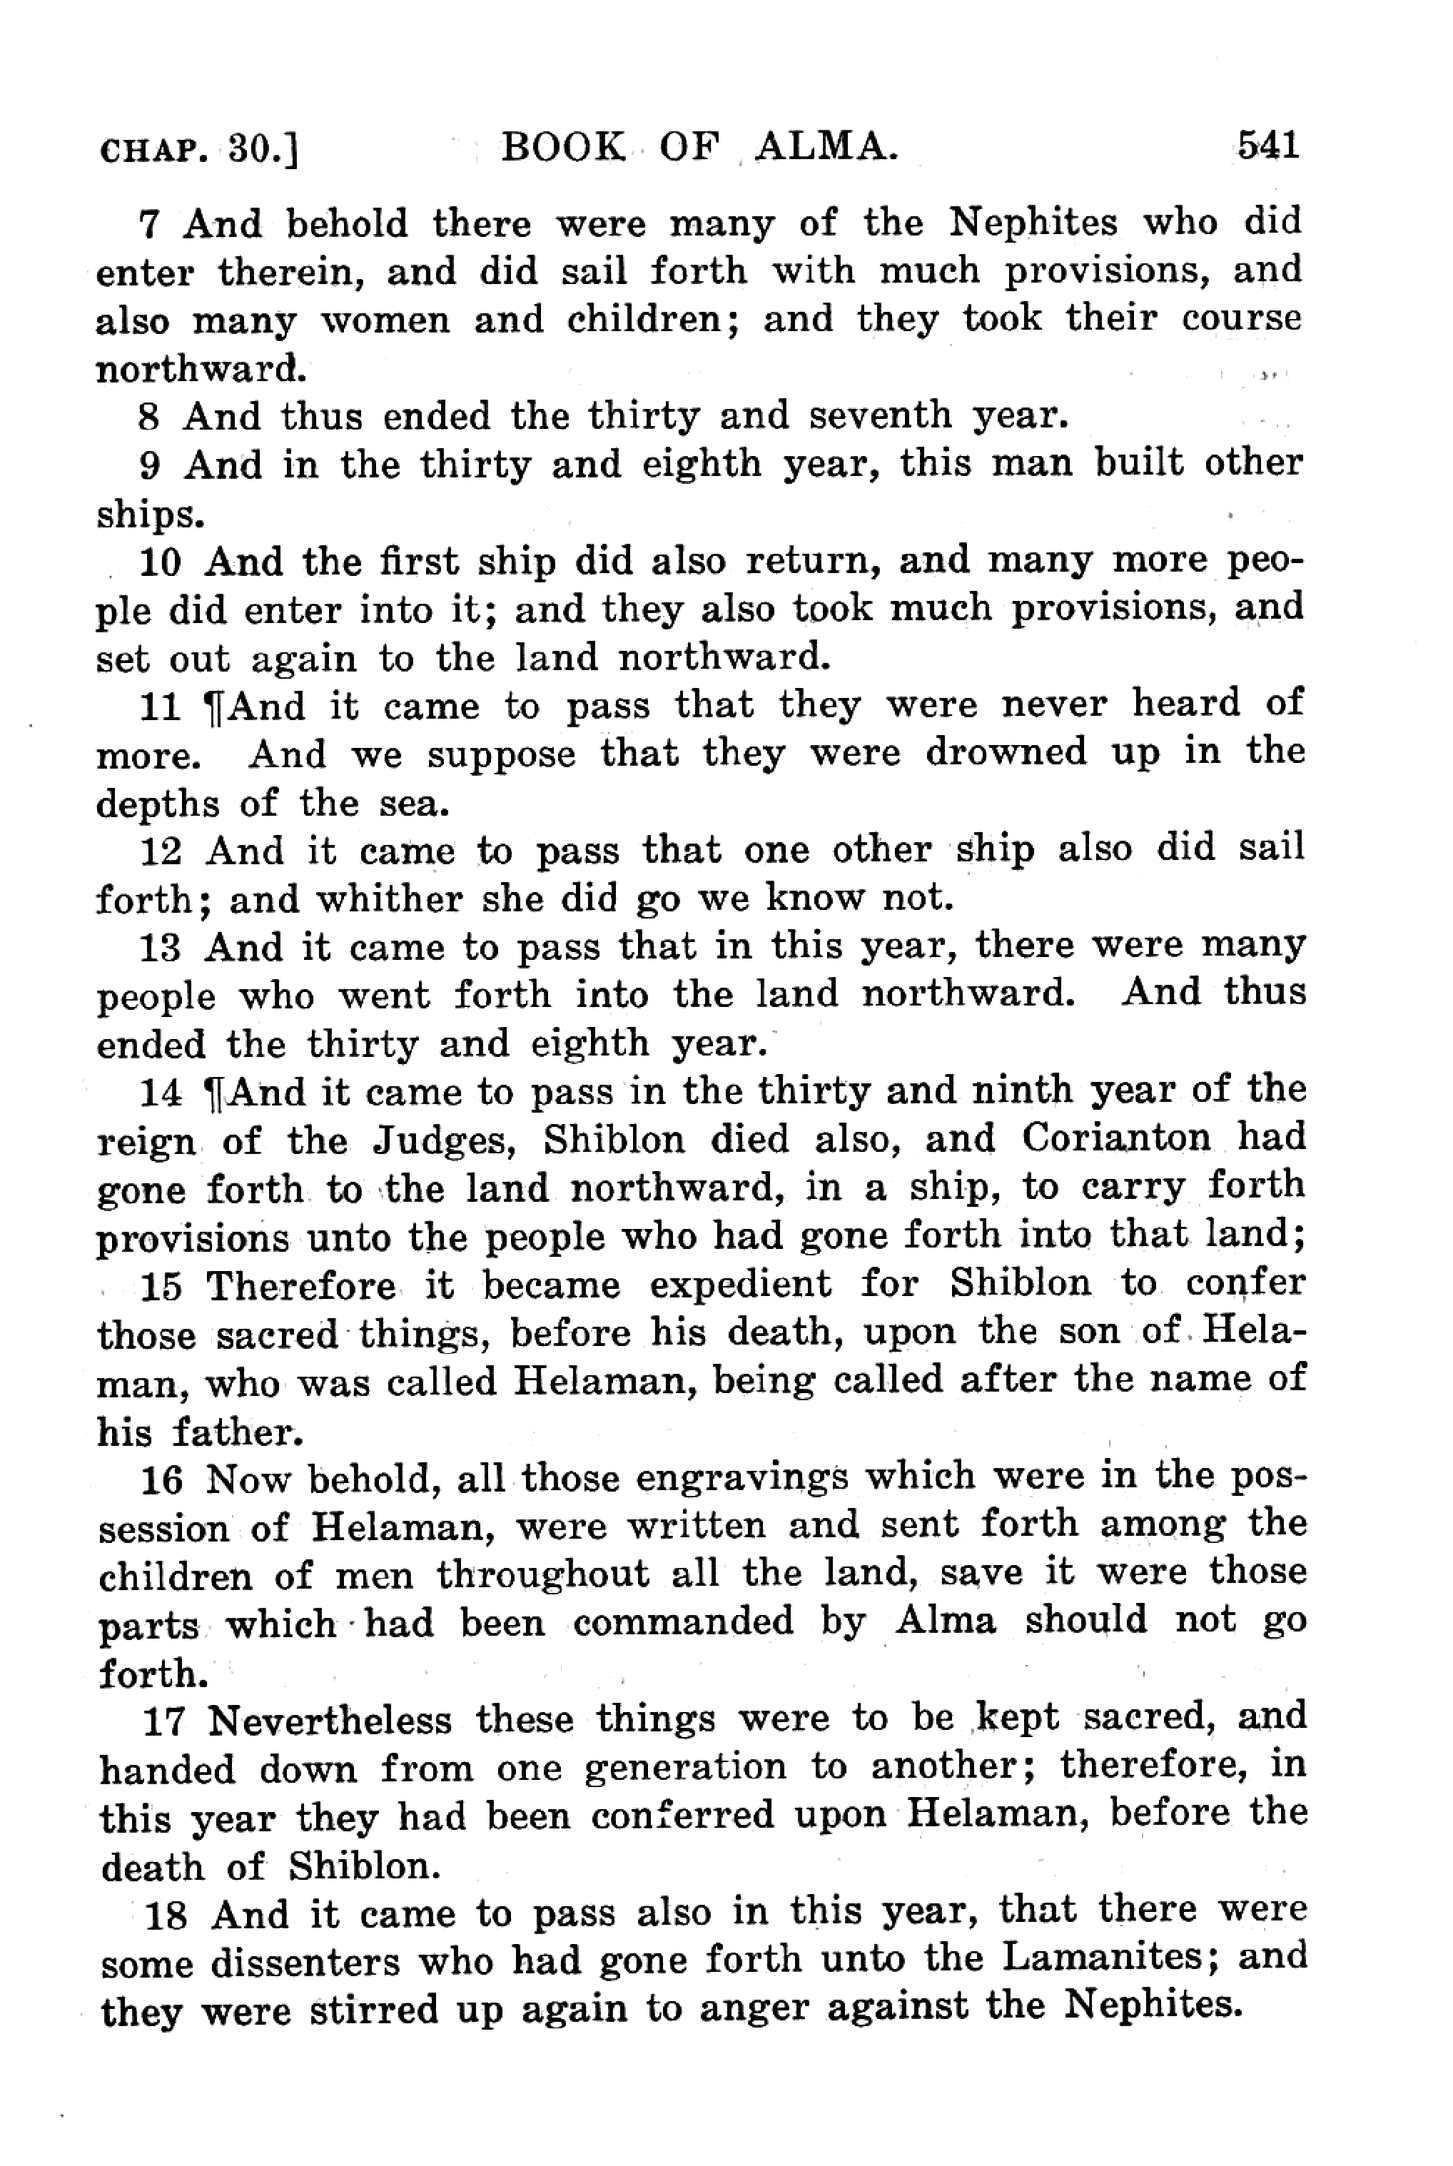 CHAP. 30.] BOOK OF ALMA. 541
7 And behold there were many of the Nephites who did
enter therein, and did sail forth with much provisions, and
also many women and children; and they took their course
northward.
8 And thus ended the thirty and seventh year.
9 And in the thirty and eighth year, this man built other
ships.
10 And the first ship did also return, and many more peo-
ple did enter into it; and they also took much provisions, and
set out again to the land northward.
11 ¶And it came to pass that they were never heard of
more. And we suppose that they were drowned up in the
depths of the sea.
12 And it came to pass that one other ship also did sail
forth; and whither she did go we know not.
13 And it came to pass that in this year, there were many
people who went forth into the land northward. And thus
ended the thirty and eighth year.
14 ¶And it came to pass in the thirty and ninth year of the
reign of the Judges, Shiblon died also, and Corianton had
gone forth to the land northward, in a ship, to carry forth
provisions unto the people who had gone forth into that land;
15 Therefore it became expedient for Shiblon to confer
those sacred things, before his death, upon the son of Hela-
man, who was called Helaman, being called after the name of
his father.
16 Now behold, all those engravings which were in the pos-
session of Helaman, were written and sent forth among the
children of men throughout all the land, save it were those
parts which had been commanded by Alma should not go
forth.
17 Nevertheless these things were to be kept sacred, and
handed down from one generation to another; therefore, in
this year they had been conferred upon Helaman, before the
death of Shiblon.
18 And it came to pass also in this year, that there were
some dissenters who had gone forth unto the Lamanites; and
they were stirred up again to anger against the Nephites.